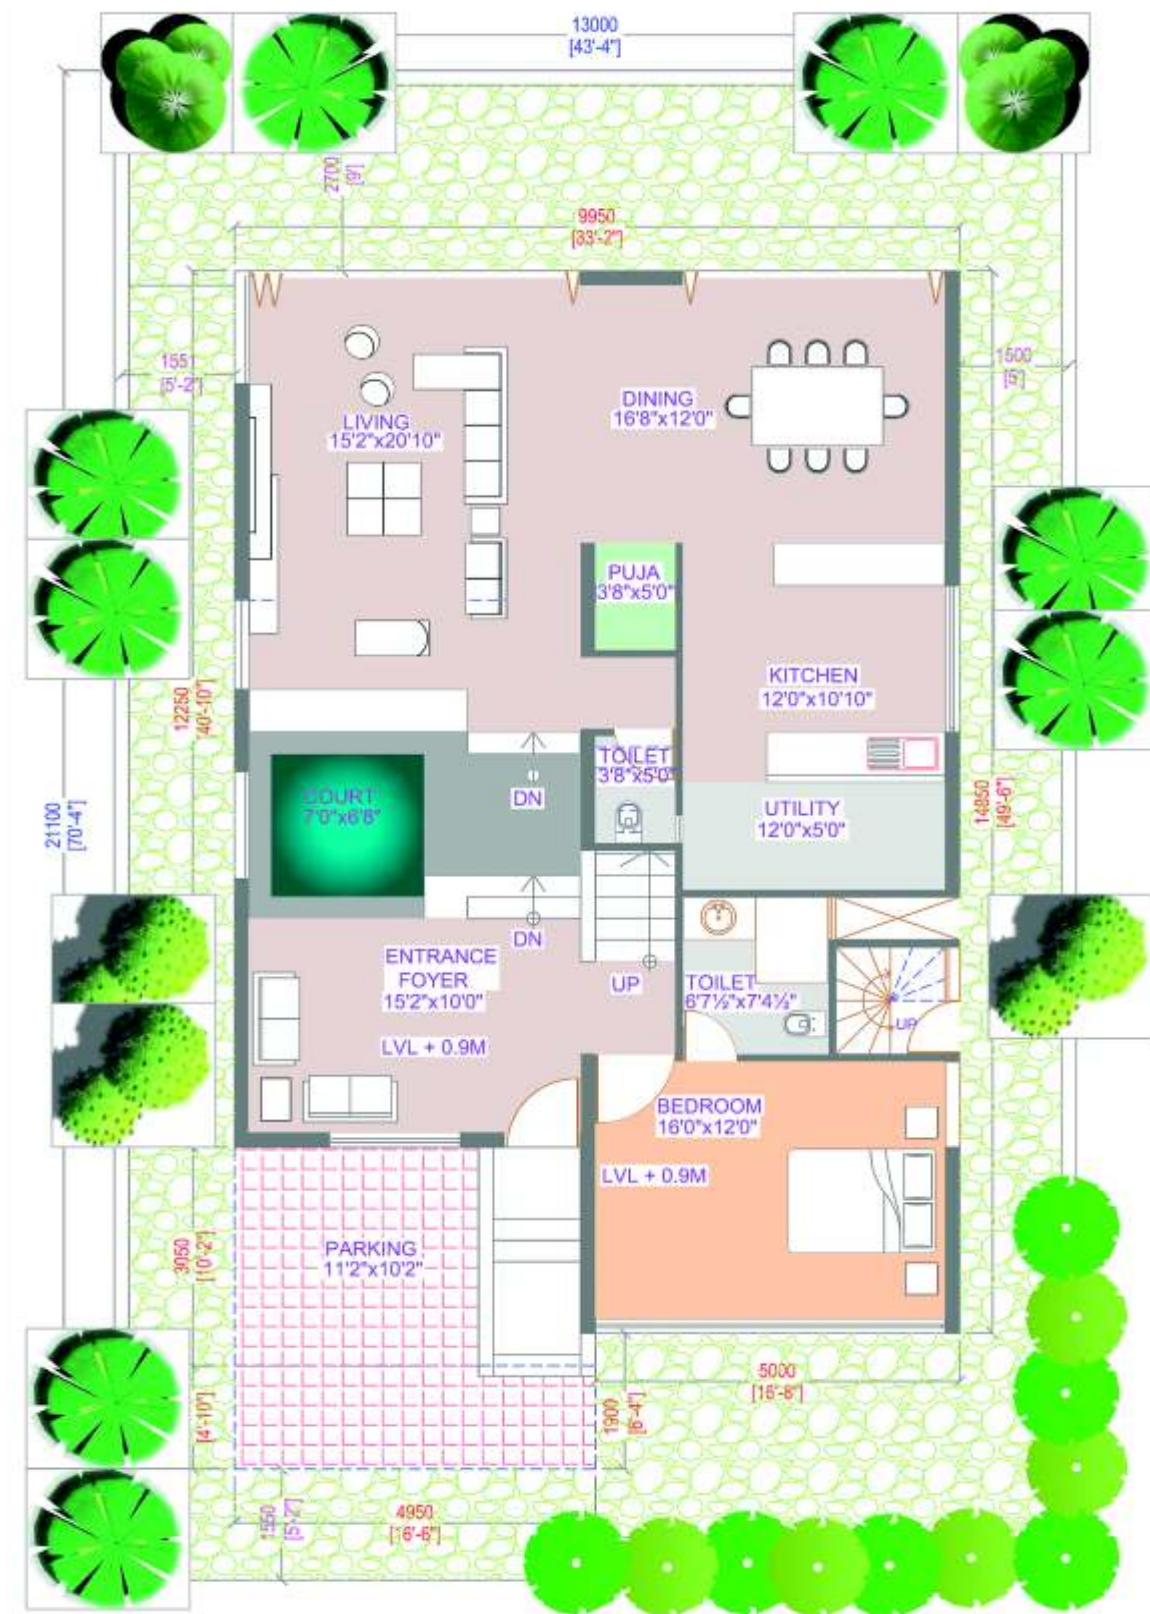 13000
[43'-4"]
2700
[9']
9950
[33'-2"]
1551
[5'-2"]
1500
[5']
LIVING
15'2"x20'10"
DINING
16'8"x12'0"
PUJA
3'8"x5'0"
KITCHEN
12'0"x10'10"
12250
[40'-10"]
TOILET
3'8"x5'0"
DN
COURT
7'0"x6'8"
UTILITY
12'0"x5'0"
21100
[70'-4"]
14850
[49'-6"]
DN
ENTRANCE
FOYER
15'2"x10'0"
UP
TOILET
6'7½"x7'4½"
UP
LVL + 0.9M
BEDROOM
16'0"x12'0"
LVL + 0.9M
PARKING
11'2"x10'2"
3050
[10'-2"]
5000
[16'-8"]
[4'-10"]
1900
[6'-4"]
4950
[16'-6"]
1550
[5'-2"]